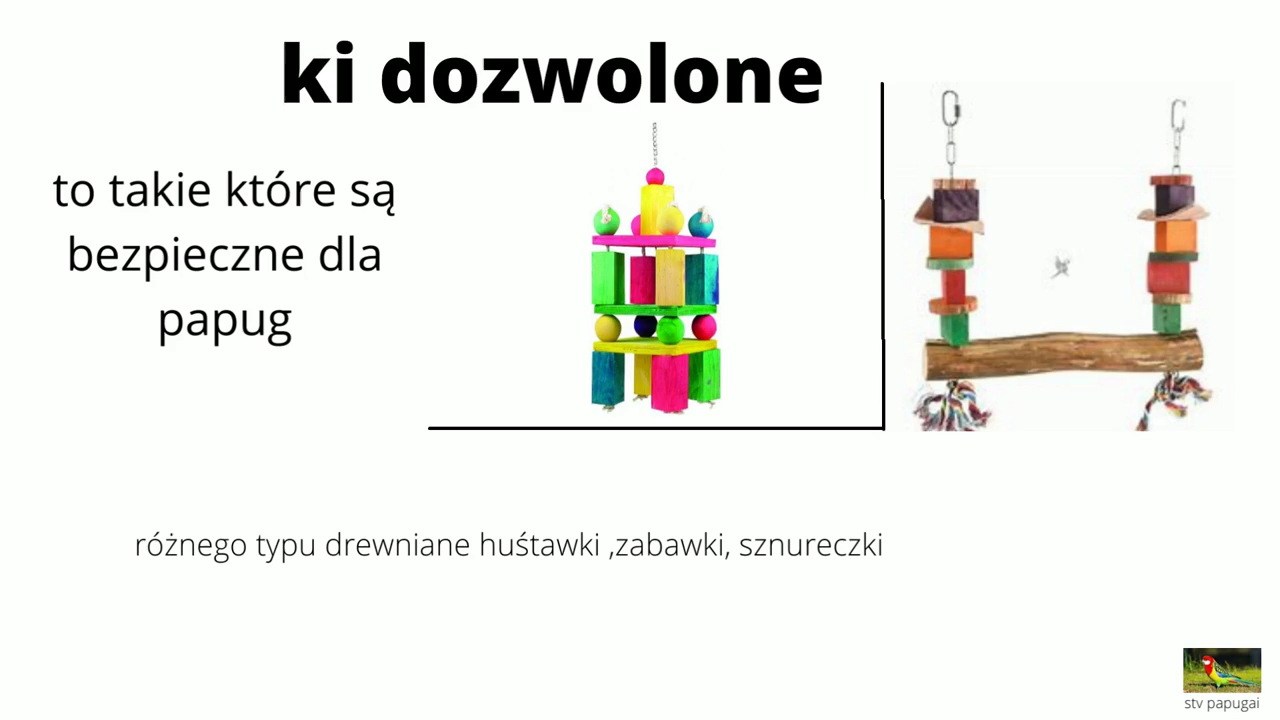 ki dozwolone
to takie które są
bezpieczne dla
papug
różnego typu drewniane huśtawki ,zabawki, sznureczki
stv papugai